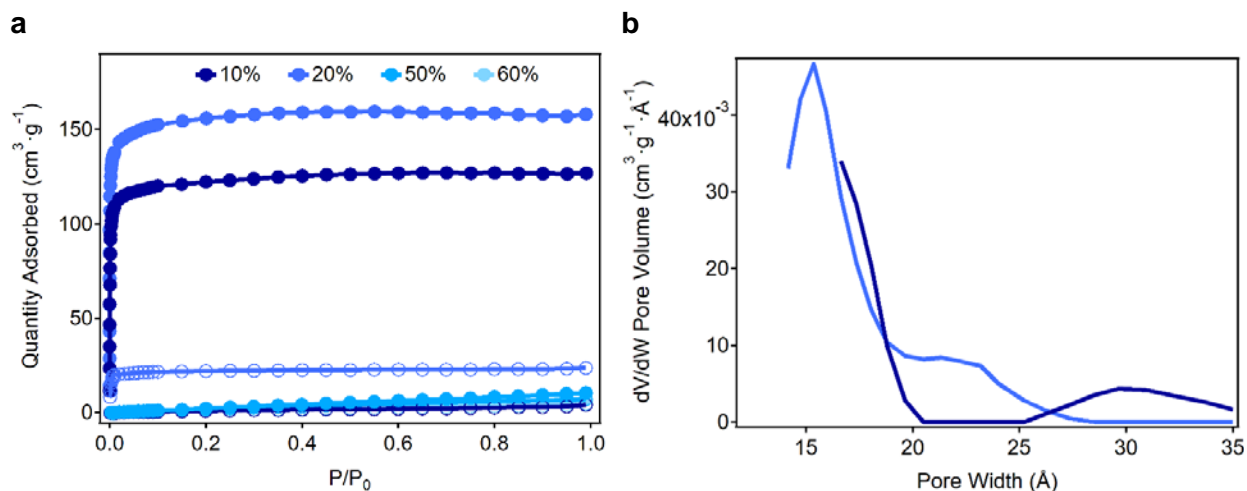 a
10% 20% 50% 60%
Quantity Adsorbed (cm³·g⁻¹)
150
100
50
0
0.0 0.2 0.4 0.6 0.8 1.0
P/P₀
b
dV/dW Pore Volume (cm³·g⁻¹·Å⁻¹)
40x10⁻³
30
20
10
0
15 20 25 30 35
Pore Width (Å)